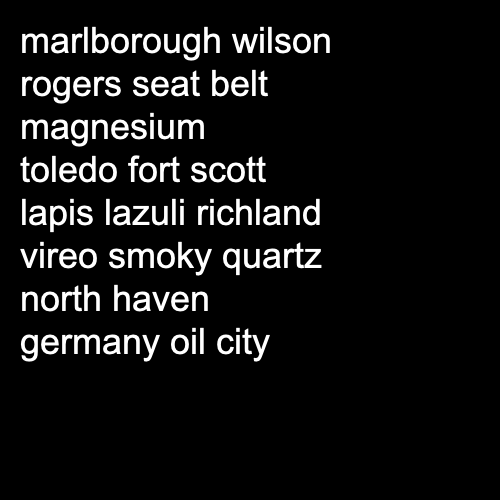 marlborough wilson
rogers seat belt
magnesium
toledo fort scott
lapis lazuli richland
vireo smoky quartz
north haven
germany oil city